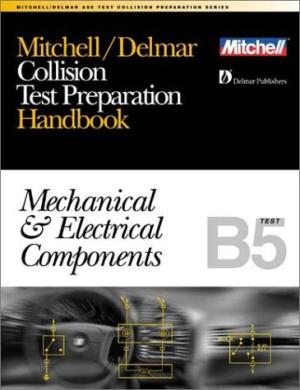 MITCHELL/DELMAR ASE TEST COLLISION PREPARATION SERIES
Mitchell/Delmar
Collision
Test Preparation
Handbook
Mitchell
Delmar Publishers
Mechanical
& Electrical
Components
TEST
B5